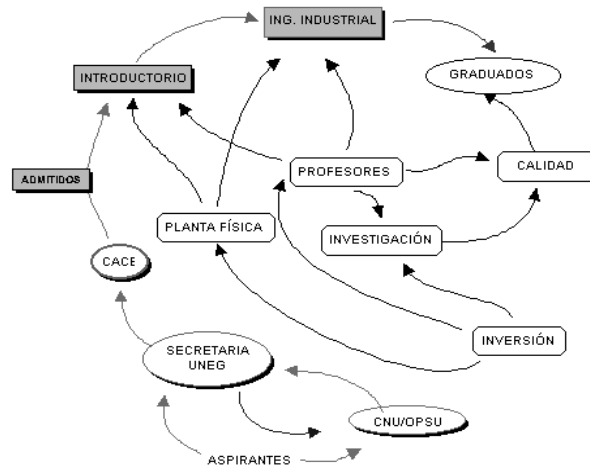 ING. INDUSTRIAL
INTRODUCTORIO
GRADUADOS
PROFESORES
CALIDAD
ADMITIDOS
PLANTA FÍSICA
INVESTIGACIÓN
CACE
INVERSIÓN
SECRETARIA
UNEG
CNU/OPSU
ASPIRANTES